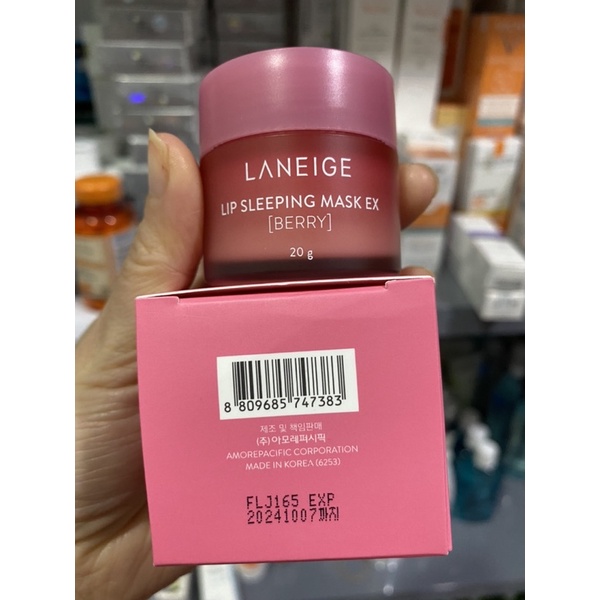 LANEIGE
LIP SLEEPING MASK EX
[BERRY]
20 g
8 809685 747383
제조 및 책임판매
(주)아모레퍼시픽
AMOREPACIFIC CORPORATION
MADE IN KOREA (6253)
FLJ165 EXP
20241007까지